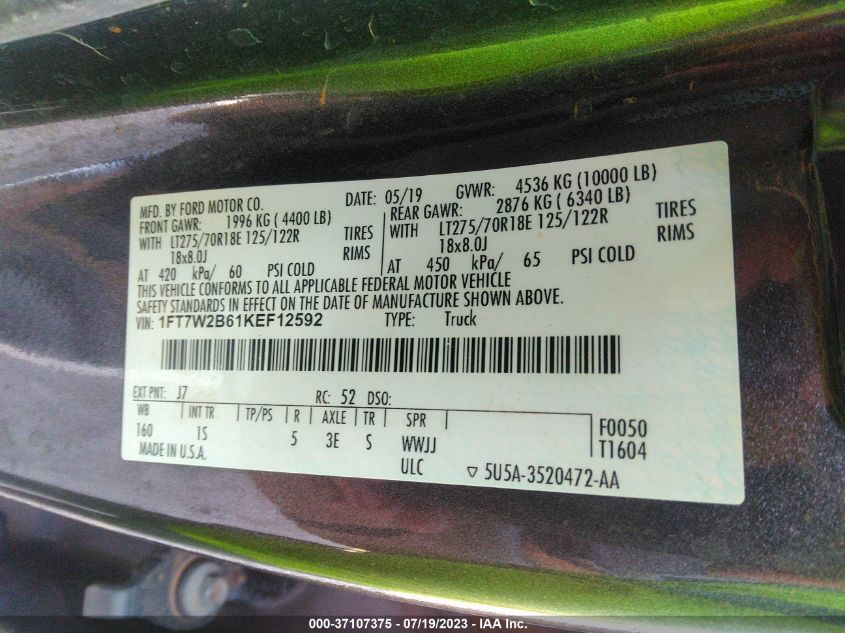 MFD. BY FORD MOTOR CO. DATE: 05/19 GVWR: 4536 KG (10000 LB)
FRONT GAWR: 1996 KG ( 4400 LB) REAR GAWR: 2876 KG ( 6340 LB)
WITH LT275/70R18E 125/122R TIRES WITH LT275/70R18E 125/122R TIRES
18x8.0J RIMS 18x8.0J RIMS
AT 420 kPa/ 60 PSI COLD AT 450 kPa/ 65 PSI COLD
THIS VEHICLE CONFORMS TO ALL APPLICABLE FEDERAL MOTOR VEHICLE
SAFETY STANDARDS IN EFFECT ON THE DATE OF MANUFACTURE SHOWN ABOVE.
VIN: 1FT7W2B61KEF12592 TYPE: Truck
EXT PNT: J7 RC: 52 DSO:
WB INT TR TP/PS R AXLE TR SPR F0050
160 1S 5 3E S WWJJ T1604
MADE IN U.S.A. ULC ▽ 5U5A-3520472-AA
000-37107375 / 07/19/2023 - IAA Inc.